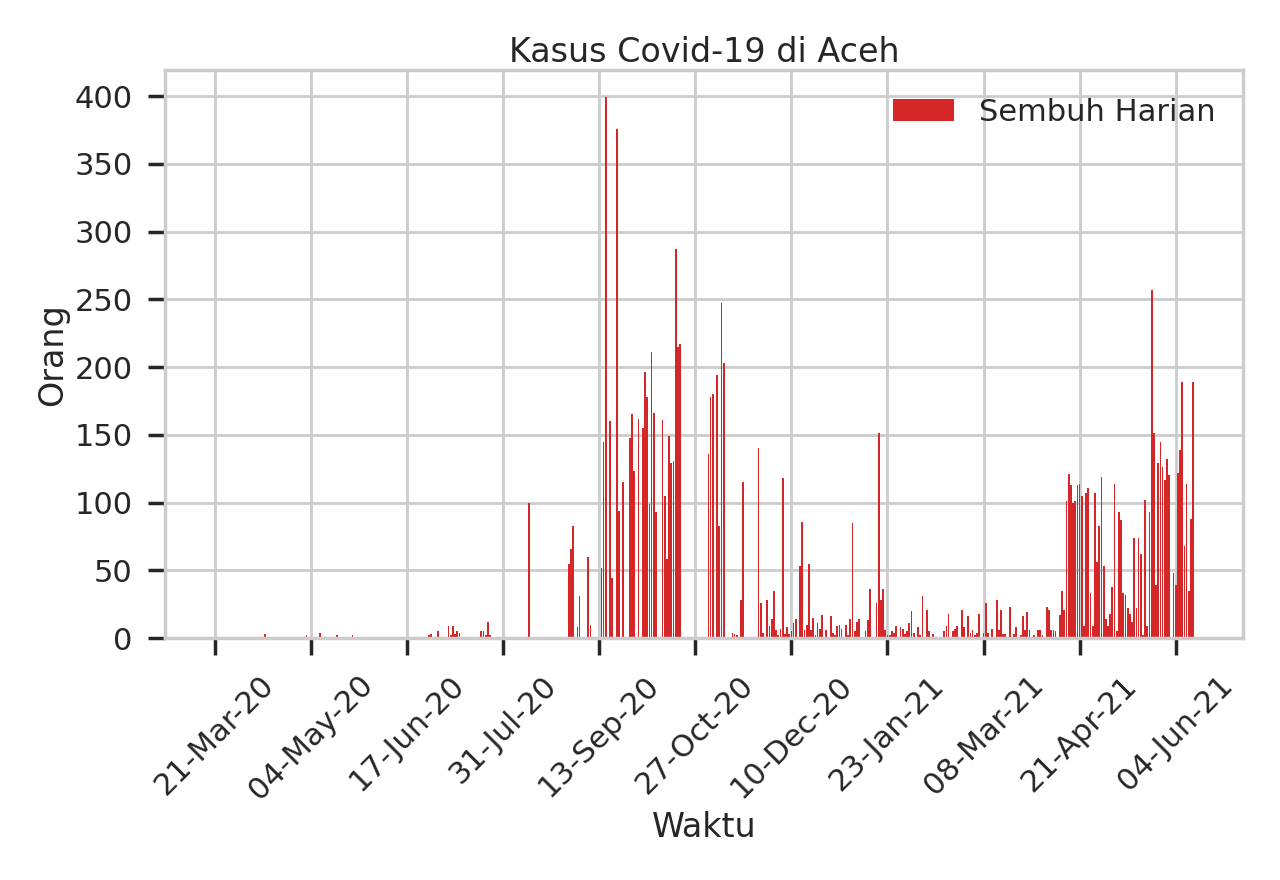 Kasus Covid-19 di Aceh
Sembuh Harian
Orang
400
350
300
250
200
150
100
50
0
21-Mar-20
04-May-20
17-Jun-20
31-Jul-20
13-Sep-20
27-Oct-20
10-Dec-20
23-Jan-21
08-Mar-21
21-Apr-21
04-Jun-21
Waktu